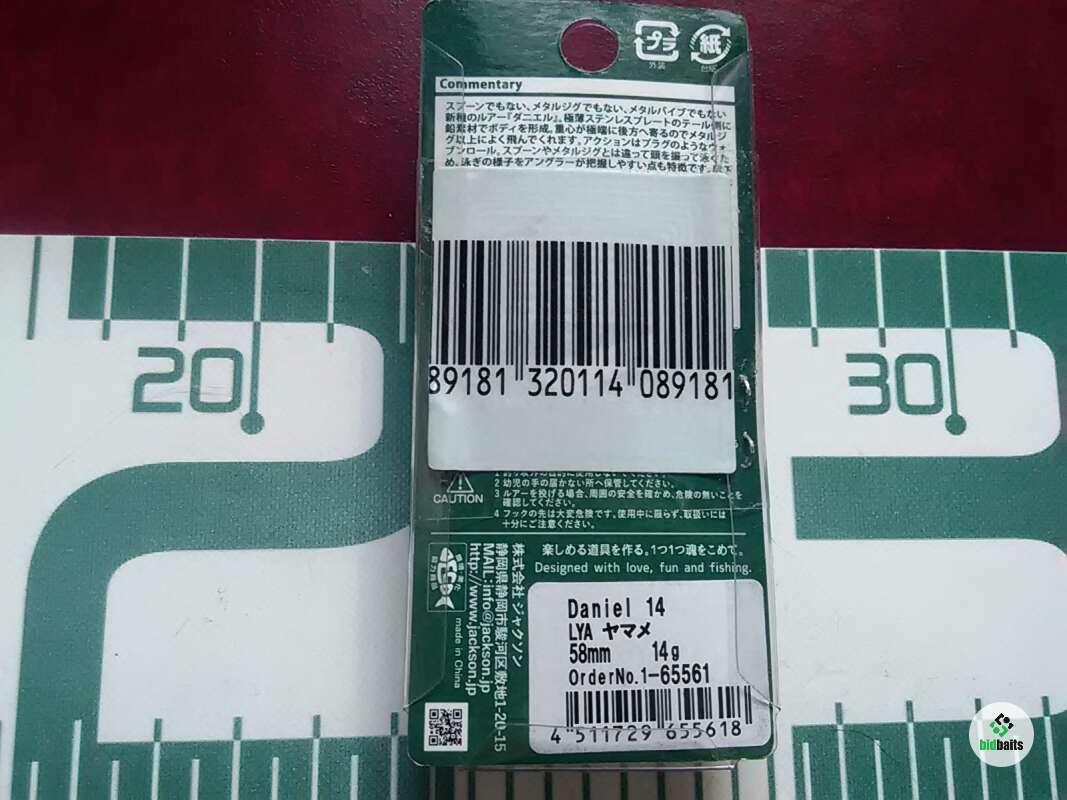 プラ
外装
紙
Commentary
スプーンでもない、メタルジグでもない、メタルバイブでもない
新種のルアー『ダニエル』。極薄ステンレスプレートのテール側に
鉛素材でボディを形成。重心が極端に後方へ寄るのでメタルジ
グ以上によく飛んでくれます。アクションはプラグのようなウォ
ブンロール。スプーンやメタルジグとは違って頭を振って泳ぐた
め、泳ぎの様子をアングラーが把握しやすい点も特徴です。
89181 320114 089181
20
30
CAUTION
2 幼児の手の届かない所へ保管してください。
3 ルアーを投げる場合、周囲の安全を確かめ、危険の無いことを
確認してください。
4 フックの先は大変危険です。使用中に限らず、取扱いには
十分にご注意ください。
楽しめる道具を作る。1つ1つ魂をこめて。
Designed with love, fun and fishing.
株式会社 ジャクソン
静岡県静岡市駿河区敷地1-20-15
MAIL:info@jackson.jp
http://www.jackson.jp
made in China
Daniel 14
LYA ヤマメ
58mm 14g
OrderNo.1-65561
4 511729 655618
bidbaits